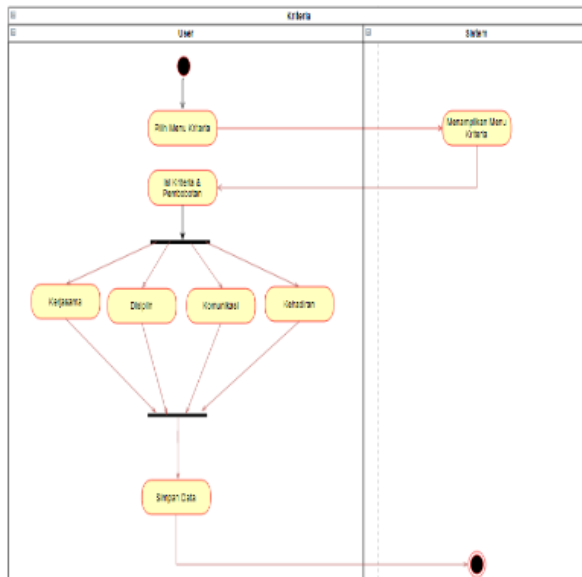 Kriteria
User
Sistem
Pilih Menu Kriteria
Menampilkan Menu
Kriteria
Isi Kriteria &
Pembobotan
Kerjasama
Disiplin
Komunikasi
Kehadiran
Simpan Data